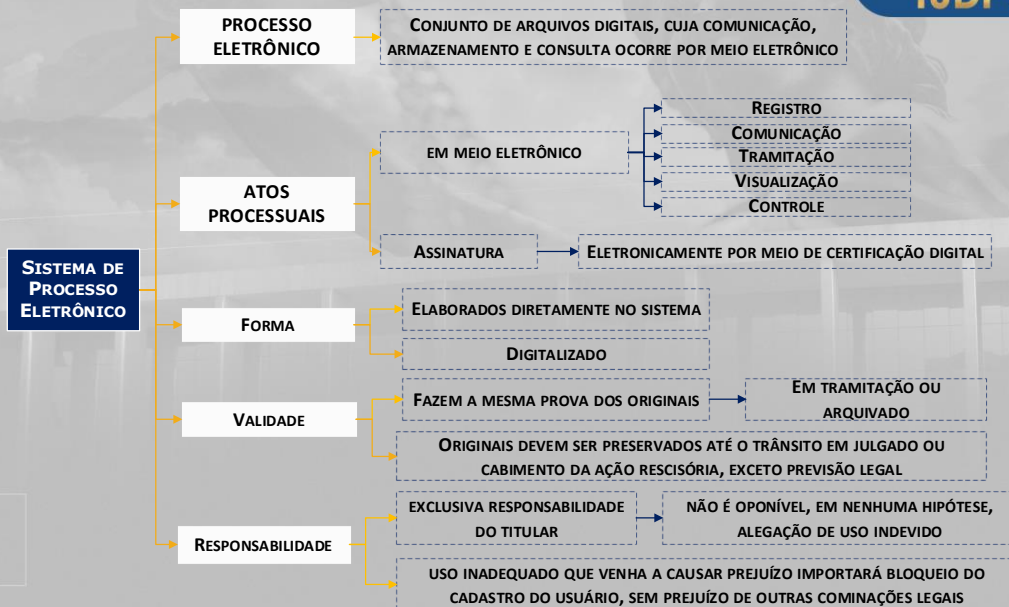 PROCESSO
ELETRÔNICO
CONJUNTO DE ARQUIVOS DIGITAIS, CUJA COMUNICAÇÃO,
ARMAZENAMENTO E CONSULTA OCORRE POR MEIO ELETRÔNICO
ATOS
PROCESSUAIS
EM MEIO ELETRÔNICO
REGISTRO
COMUNICAÇÃO
TRAMITAÇÃO
VISUALIZAÇÃO
CONTROLE
ASSINATURA
ELETRONICAMENTE POR MEIO DE CERTIFICAÇÃO DIGITAL
SISTEMA DE
PROCESSO
ELETRÔNICO
FORMA
ELABORADOS DIRETAMENTE NO SISTEMA
DIGITALIZADO
VALIDADE
FAZEM A MESMA PROVA DOS ORIGINAIS
EM TRAMITAÇÃO OU
ARQUIVADO
ORIGINAIS DEVEM SER PRESERVADOS ATÉ O TRÂNSITO EM JULGADO OU
CABIMENTO DA AÇÃO RESCISÓRIA, EXCETO PREVISÃO LEGAL
RESPONSABILIDADE
EXCLUSIVA RESPONSABILIDADE
DO TITULAR
NÃO É OPONÍVEL, EM NENHUMA HIPÓTESE,
ALEGAÇÃO DE USO INDEVIDO
USO INADEQUADO QUE VENHA A CAUSAR PREJUÍZO IMPORTARÁ BLOQUEIO DO
CADASTRO DO USUÁRIO, SEM PREJUÍZO DE OUTRAS COMINAÇÕES LEGAIS